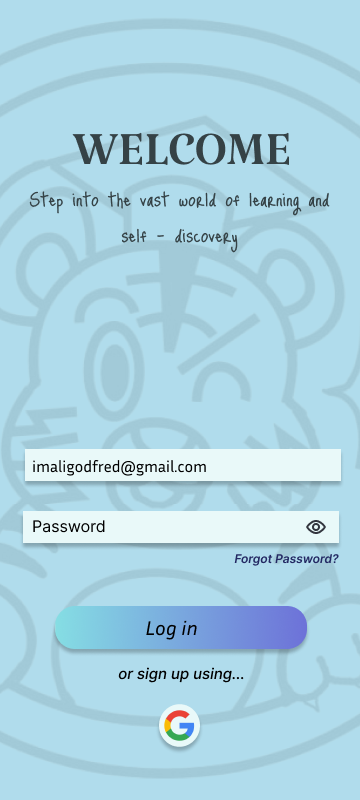 WELCOME
Step into the vast world of learning and
self - discovery
imaligodfred@gmail.com
Password
Forgot Password?
Log in
or sign up using...